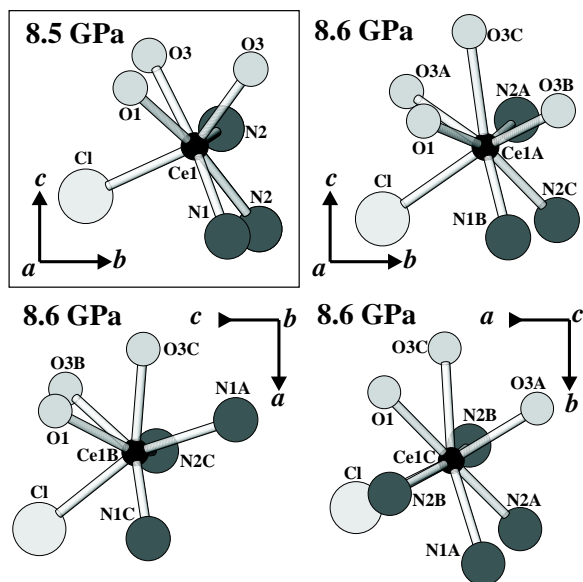 8.5 GPa
O3
O3
O1
N2
Cl
Ce1
N1
N2
c
a
b
8.6 GPa
O3C
O3A
N2A
O3B
O1
Ce1A
Cl
N2C
N1B
c
a
b
8.6 GPa
c
b
a
O3C
O3B
N1A
O1
Ce1B
N2C
Cl
N1C
8.6 GPa
a
c
b
O3C
O3A
O1
N2B
Ce1C
Cl
N2B
N2A
N1A